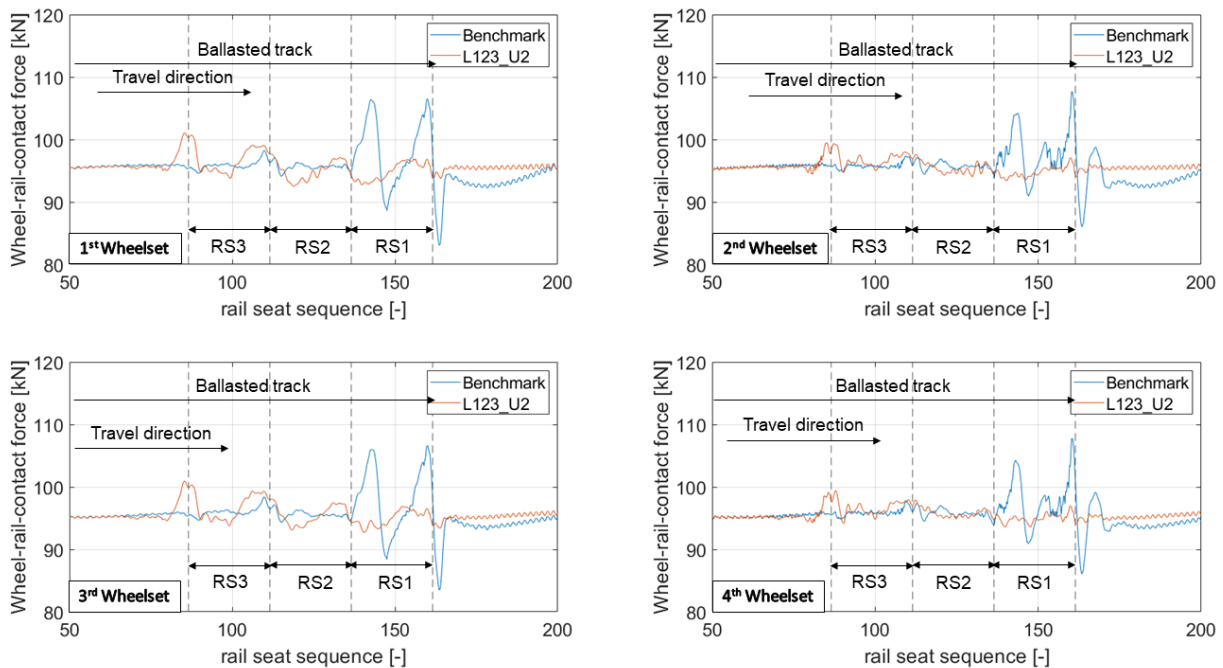 Wheel-rail-contact force [kN]
120
110
100
90
80
Ballasted track
Travel direction
Benchmark
L123_U2
RS3
RS2
RS1
1st Wheelset
50
100
150
200
rail seat sequence [-]
Wheel-rail-contact force [kN]
120
110
100
90
80
Ballasted track
Travel direction
Benchmark
L123_U2
RS3
RS2
RS1
2nd Wheelset
50
100
150
200
rail seat sequence [-]
Wheel-rail-contact force [kN]
120
110
100
90
80
Ballasted track
Travel direction
Benchmark
L123_U2
RS3
RS2
RS1
3rd Wheelset
50
100
150
200
rail seat sequence [-]
Wheel-rail-contact force [kN]
120
110
100
90
80
Ballasted track
Travel direction
Benchmark
L123_U2
RS3
RS2
RS1
4th Wheelset
50
100
150
200
rail seat sequence [-]